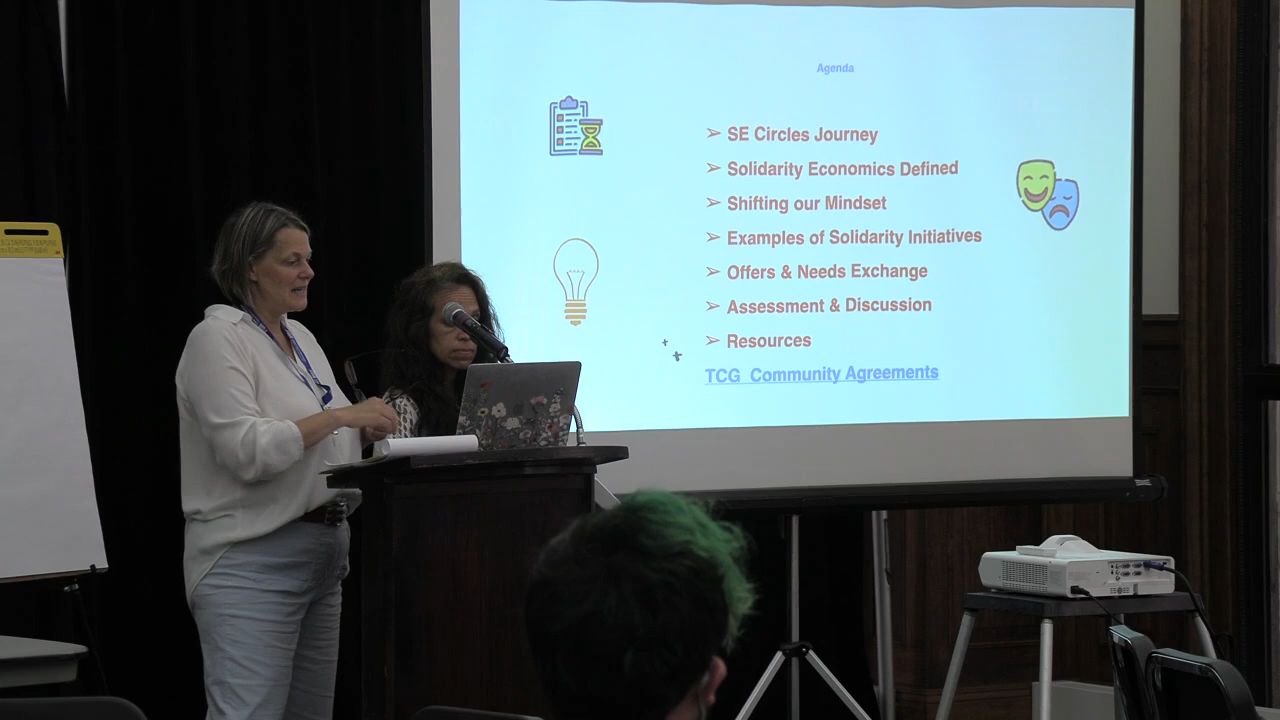 Agenda
➢ SE Circles Journey
➢ Solidarity Economics Defined
➢ Shifting our Mindset
➢ Examples of Solidarity Initiatives
➢ Offers & Needs Exchange
➢ Assessment & Discussion
➢ Resources
TCG Community Agreements